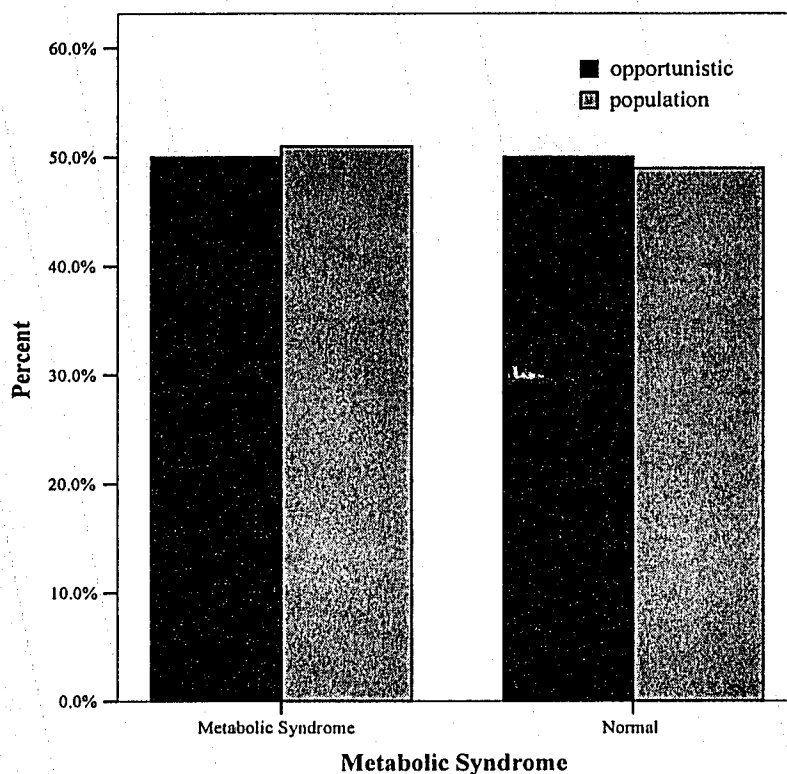 60.0%
opportunistic
population
50.0%
40.0%
30.0%
20.0%
10.0%
0.0%
Percent
Metabolic Syndrome
Normal
Metabolic Syndrome